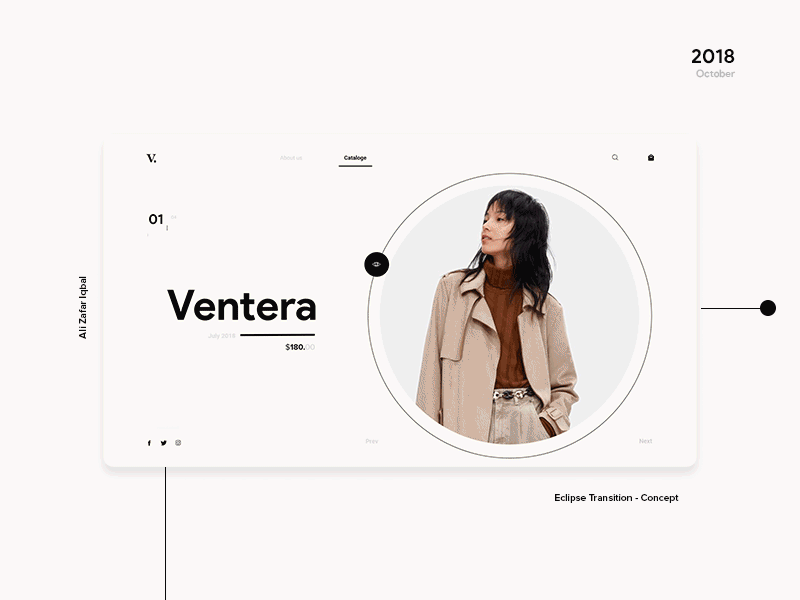 2018
October
V.
About us
Cataloge
01
Ventera
July 2018
$180.00
Ali Zafar Iqbal
Prev
Next
Eclipse Transition - Concept